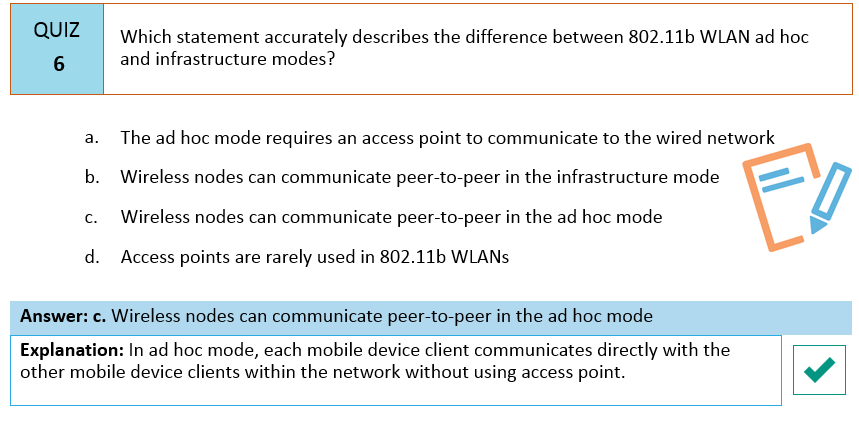 QUIZ
6
Which statement accurately describes the difference between 802.11b WLAN ad hoc
and infrastructure modes?
a. The ad hoc mode requires an access point to communicate to the wired network
b. Wireless nodes can communicate peer-to-peer in the infrastructure mode
c. Wireless nodes can communicate peer-to-peer in the ad hoc mode
d. Access points are rarely used in 802.11b WLANs
Answer: c. Wireless nodes can communicate peer-to-peer in the ad hoc mode
Explanation: In ad hoc mode, each mobile device client communicates directly with the
other mobile device clients within the network without using access point.